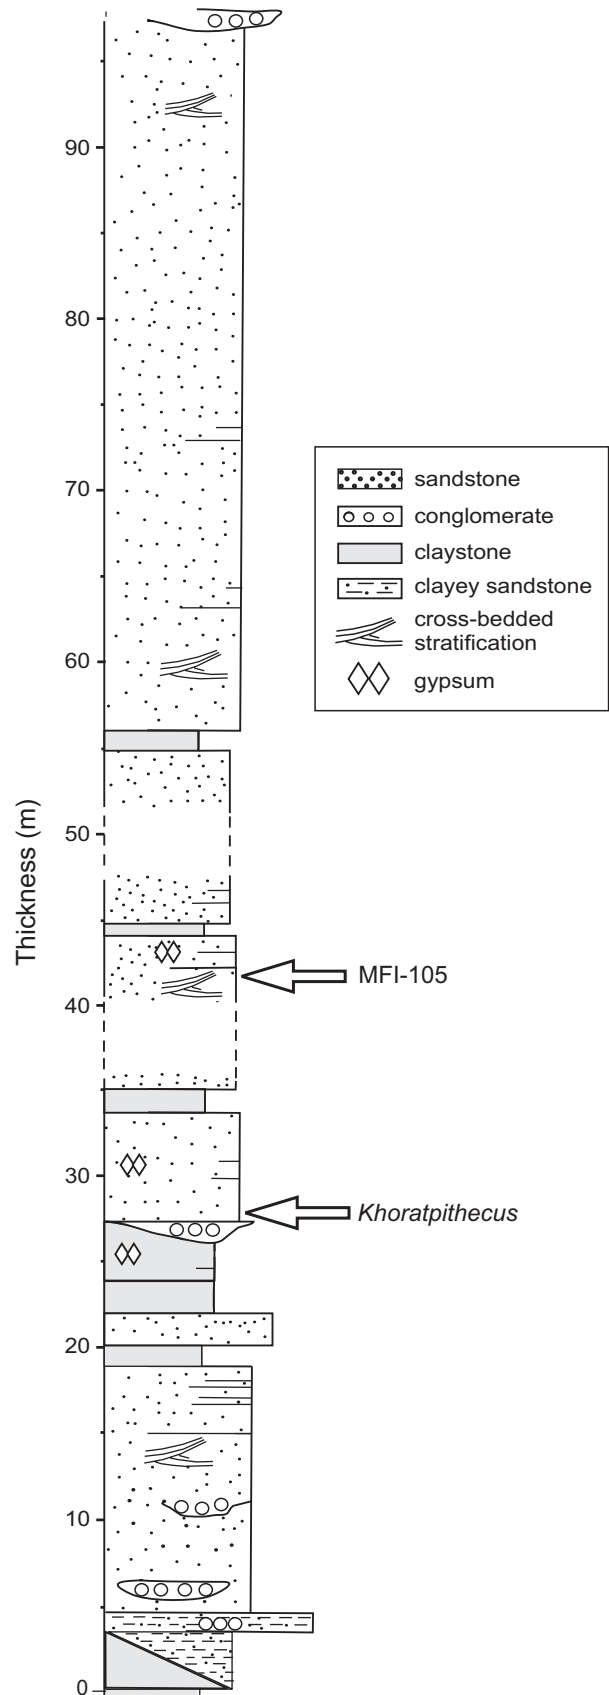 90
80
70
60
50
40
30
20
10
0
Thickness (m)
sandstone
conglomerate
claystone
clayey sandstone
cross-bedded
stratification
gypsum
MFI-105
Khoratpithecus